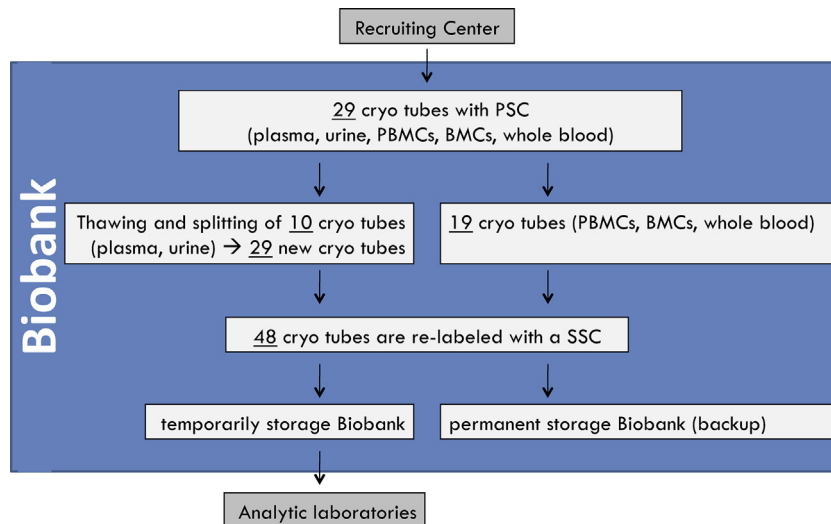 Recruiting Center
Biobank
29 cryo tubes with PSC
(plasma, urine, PBMCs, BMCs, whole blood)
Thawing and splitting of 10 cryo tubes
(plasma, urine) → 29 new cryo tubes
19 cryo tubes (PBMCs, BMCs, whole blood)
48 cryo tubes are re-labeled with a SSC
temporarily storage Biobank
permanent storage Biobank (backup)
Analytic laboratories